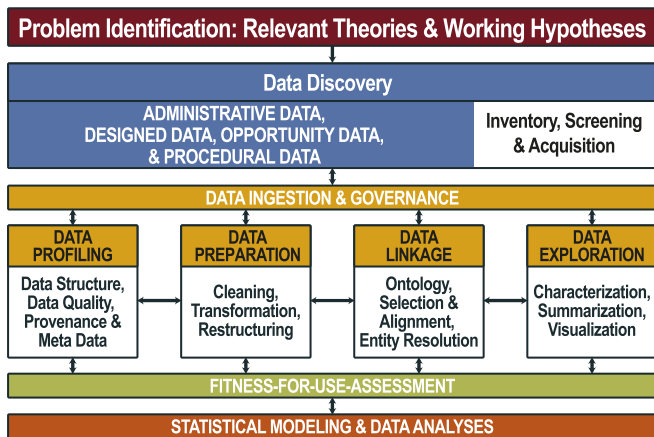 Problem Identification: Relevant Theories & Working Hypotheses
Data Discovery
ADMINISTRATIVE DATA,
DESIGNED DATA, OPPORTUNITY DATA,
& PROCEDURAL DATA
Inventory, Screening
& Acquisition
DATA INGESTION & GOVERNANCE
DATA
PROFILING
Data Structure,
Data Quality,
Provenance &
Meta Data
DATA
PREPARATION
Cleaning,
Transformation,
Restructuring
DATA
LINKAGE
Ontology,
Selection &
Alignment,
Entity Resolution
DATA
EXPLORATION
Characterization,
Summarization,
Visualization
FITNESS-FOR-USE-ASSESSMENT
STATISTICAL MODELING & DATA ANALYSES